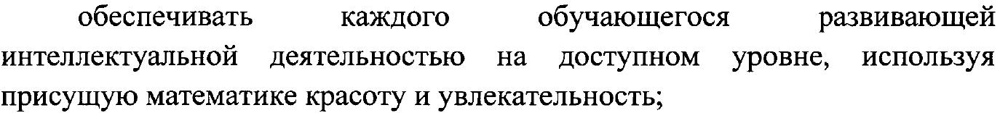 обеспечивать каждого обучающегося развивающей
интеллектуальной деятельностью на доступном уровне, используя
присущую математике красоту и увлекательность;